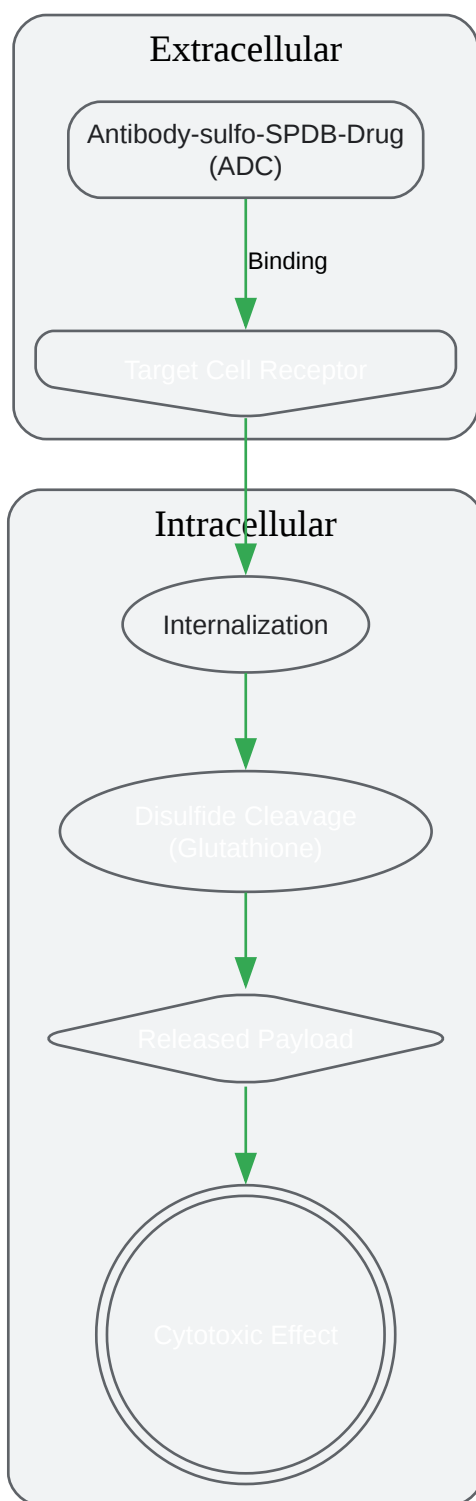 Extracellular
Antibody-sulfo-SPDB-Drug
(ADC)
Binding
Target Cell Receptor
Intracellular
Internalization
Disulfide Cleavage
(Glutathione)
Released Payload
Cytotoxic Effect